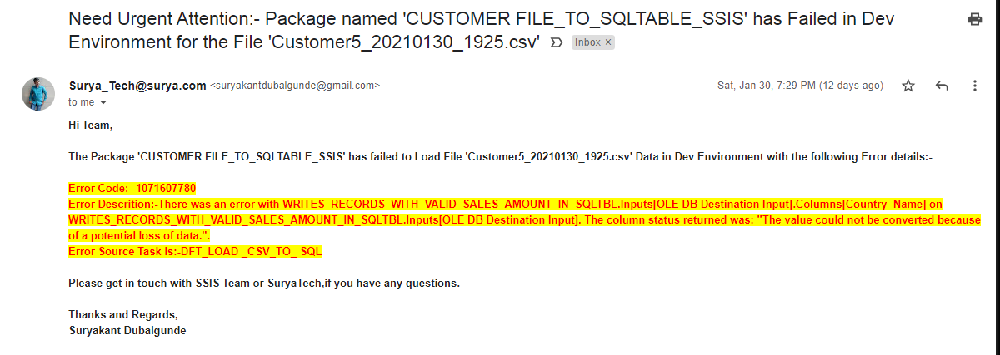 Need Urgent Attention:- Package named 'CUSTOMER FILE_TO_SQLTABLE_SSIS' has Failed in Dev
Environment for the File 'Customer5_20210130_1925.csv' Inbox ×
Surya_Tech@surya.com <suryakantdubalgunde@gmail.com> Sat, Jan 30, 7:29 PM (12 days ago)
to me
Hi Team,
The Package 'CUSTOMER FILE_TO_SQLTABLE_SSIS' has failed to Load File 'Customer5_20210130_1925.csv' Data in Dev Environment with the following Error details:-
Error Code:--1071607780
Error Descrition:-There was an error with WRITES_RECORDS_WITH_VALID_SALES_AMOUNT_IN_SQLTBL.Inputs[OLE DB Destination Input].Columns[Country_Name] on
WRITES_RECORDS_WITH_VALID_SALES_AMOUNT_IN_SQLTBL.Inputs[OLE DB Destination Input]. The column status returned was: "The value could not be converted because
of a potential loss of data.".
Error Source Task is:-DFT_LOAD _CSV_TO_ SQL
Please get in touch with SSIS Team or SuryaTech,if you have any questions.
Thanks and Regards,
Suryakant Dubalgunde